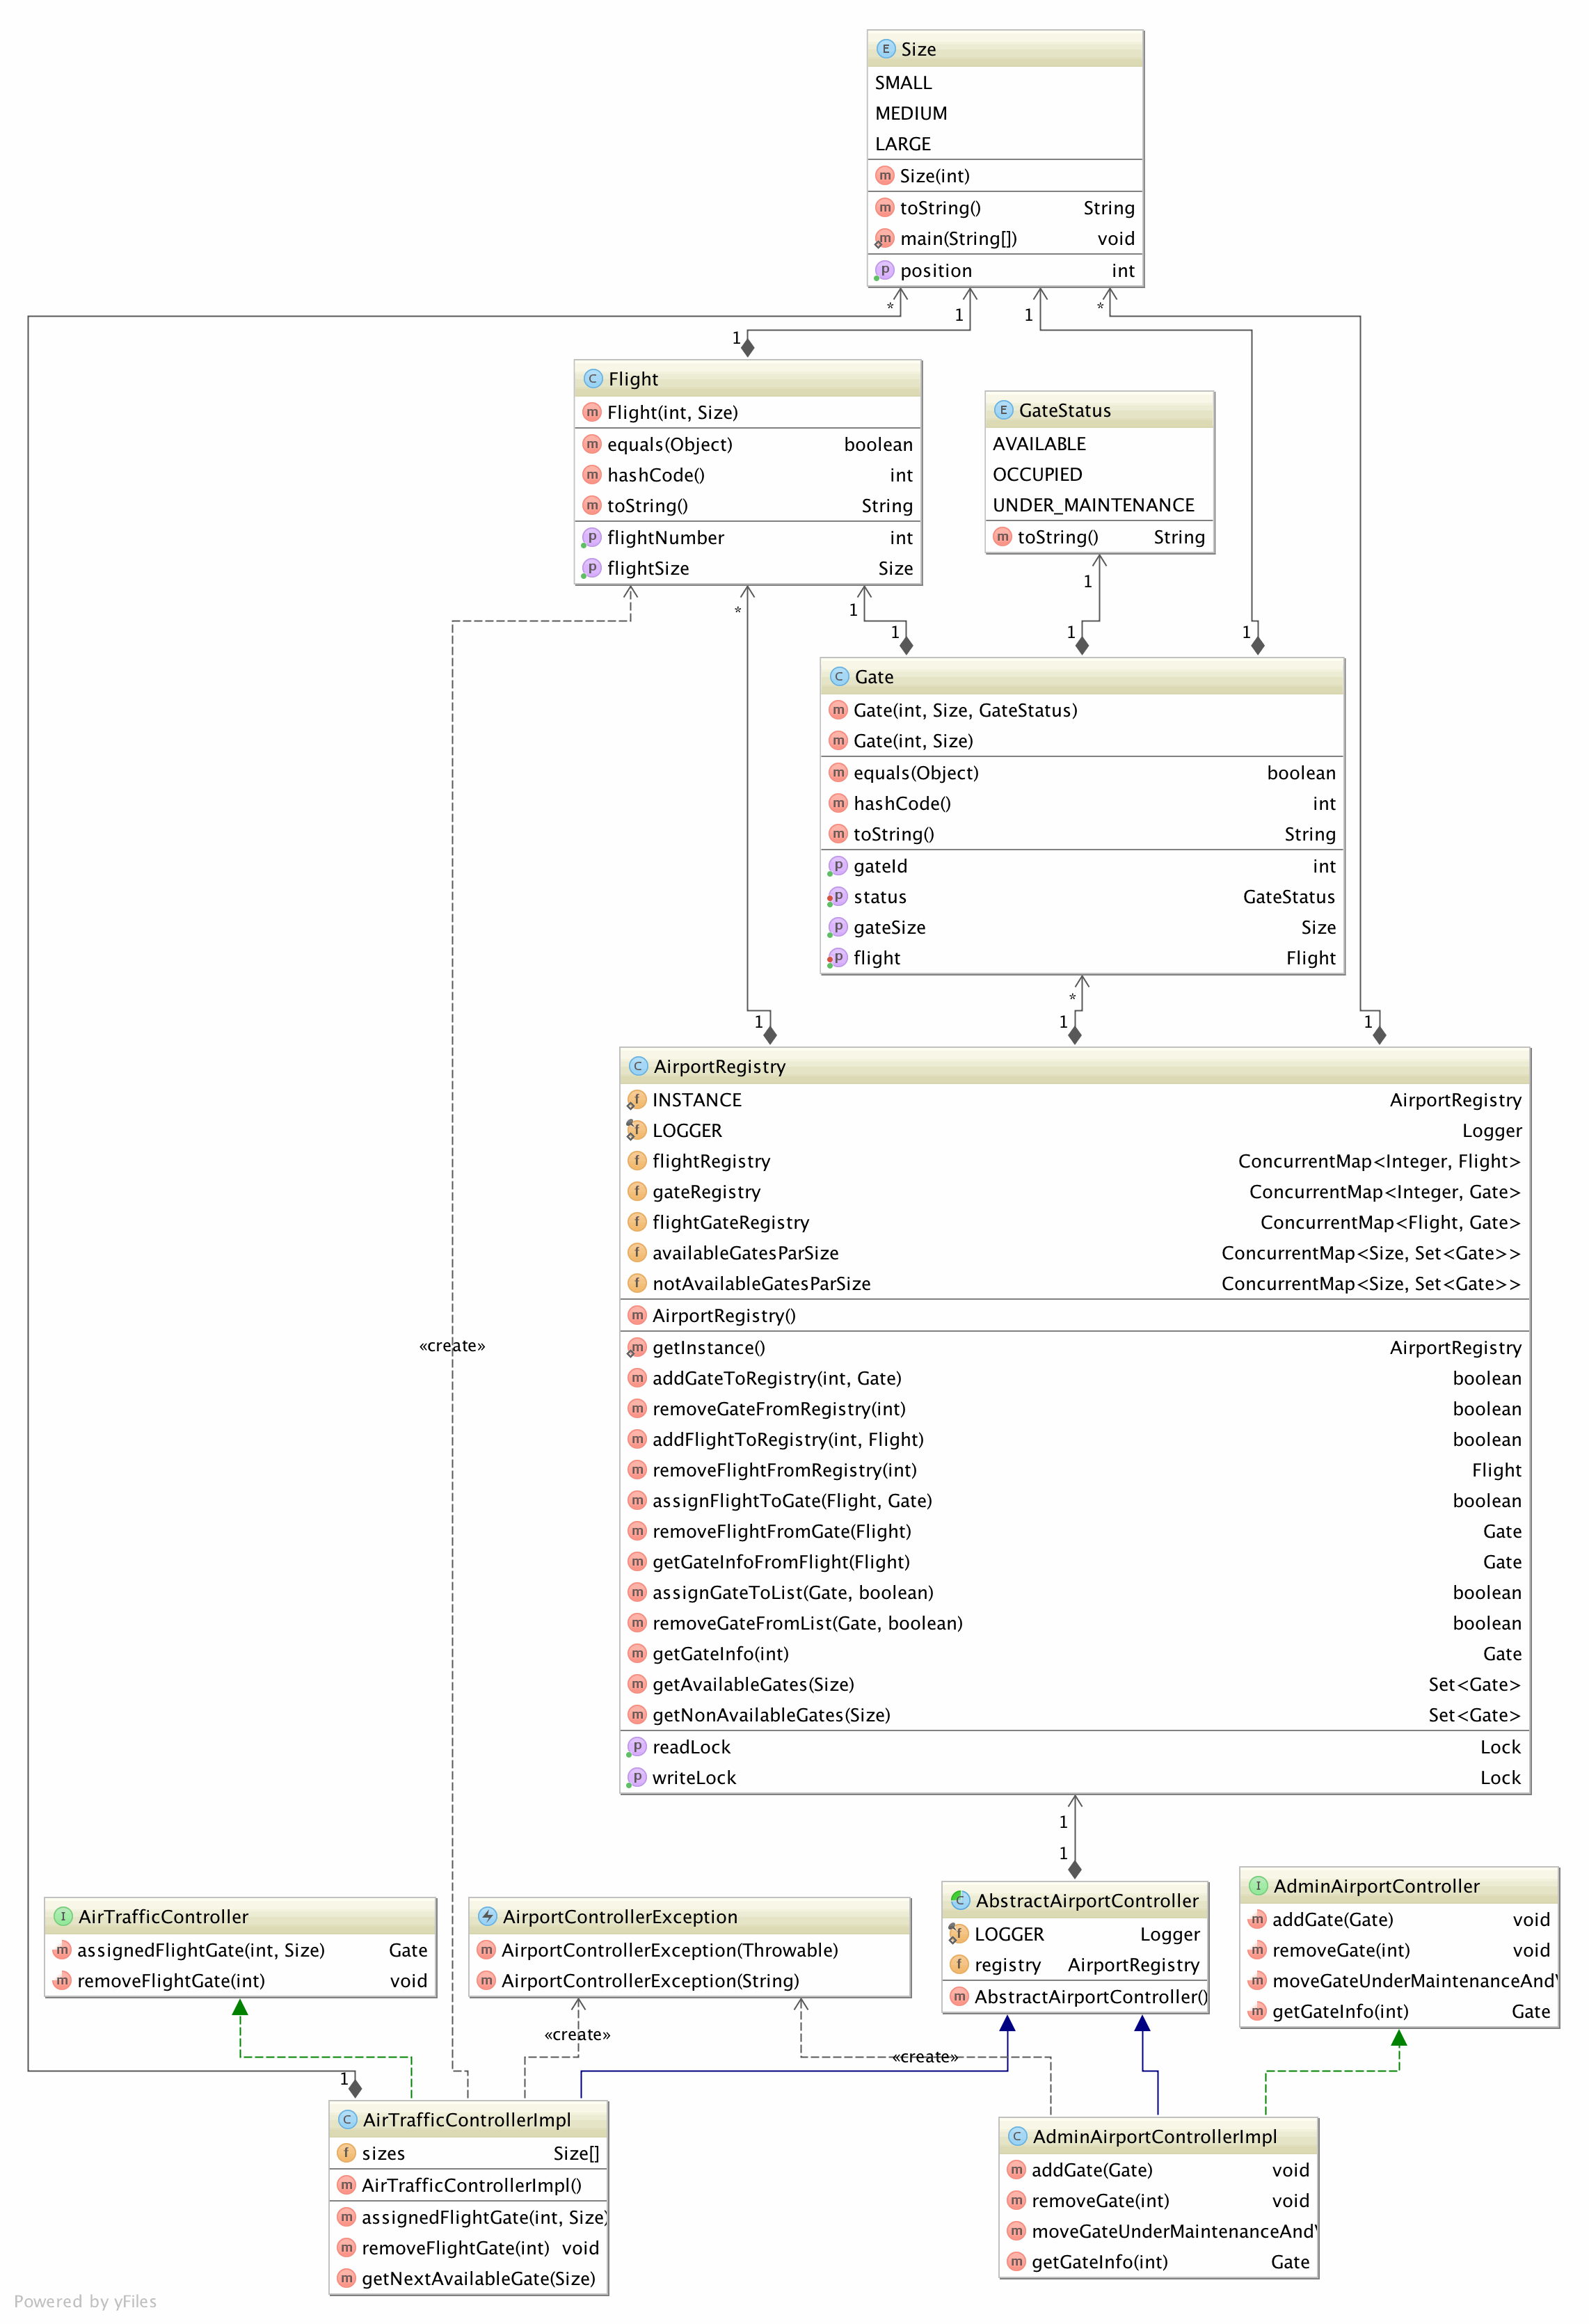 E Size
SMALL
MEDIUM
LARGE
m Size(int)
m toString() String
m main(String[]) void
p position int
* 1 1 *
1
C Flight
m Flight(int, Size)
m equals(Object) boolean
m hashCode() int
m toString() String
p flightNumber int
p flightSize Size
E GateStatus
AVAILABLE
OCCUPIED
UNDER_MAINTENANCE
m toString() String
* 1 1
1 1 1
C Gate
m Gate(int, Size, GateStatus)
m Gate(int, Size)
m equals(Object) boolean
m hashCode() int
m toString() String
p gateId int
p status GateStatus
p gateSize Size
p flight Flight
*
1 1 1
C AirportRegistry
f INSTANCE AirportRegistry
f LOGGER Logger
f flightRegistry ConcurrentMap<Integer, Flight>
f gateRegistry ConcurrentMap<Integer, Gate>
f flightGateRegistry ConcurrentMap<Flight, Gate>
f availableGatesParSize ConcurrentMap<Size, Set<Gate>>
f notAvailableGatesParSize ConcurrentMap<Size, Set<Gate>>
m AirportRegistry()
m getInstance() AirportRegistry
m addGateToRegistry(int, Gate) boolean
m removeGateFromRegistry(int) boolean
m addFlightToRegistry(int, Flight) boolean
m removeFlightFromRegistry(int) Flight
m assignFlightToGate(Flight, Gate) boolean
m removeFlightFromGate(Flight) Gate
m getGateInfoFromFlight(Flight) Gate
m assignGateToList(Gate, boolean) boolean
m removeGateFromList(Gate, boolean) boolean
m getGateInfo(int) Gate
m getAvailableGates(Size) Set<Gate>
m getNonAvailableGates(Size) Set<Gate>
p readLock Lock
p writeLock Lock
«create»
1
1
I AirTrafficController
m assignedFlightGate(int, Size) Gate
m removeFlightGate(int) void
AirportControllerException
m AirportControllerException(Throwable)
m AirportControllerException(String)
C AbstractAirportController
f LOGGER Logger
f registry AirportRegistry
m AbstractAirportController()
I AdminAirportController
m addGate(Gate) void
m removeGate(int) void
m moveGateUnderMaintenanceAnd
m getGateInfo(int) Gate
«create»
«create»
1
C AirTrafficControllerImpl
f sizes Size[]
m AirTrafficControllerImpl()
m assignedFlightGate(int, Size)
m removeFlightGate(int) void
m getNextAvailableGate(Size)
C AdminAirportControllerImpl
m addGate(Gate) void
m removeGate(int) void
m moveGateUnderMaintenanceAnd
m getGateInfo(int) Gate
Powered by yFiles